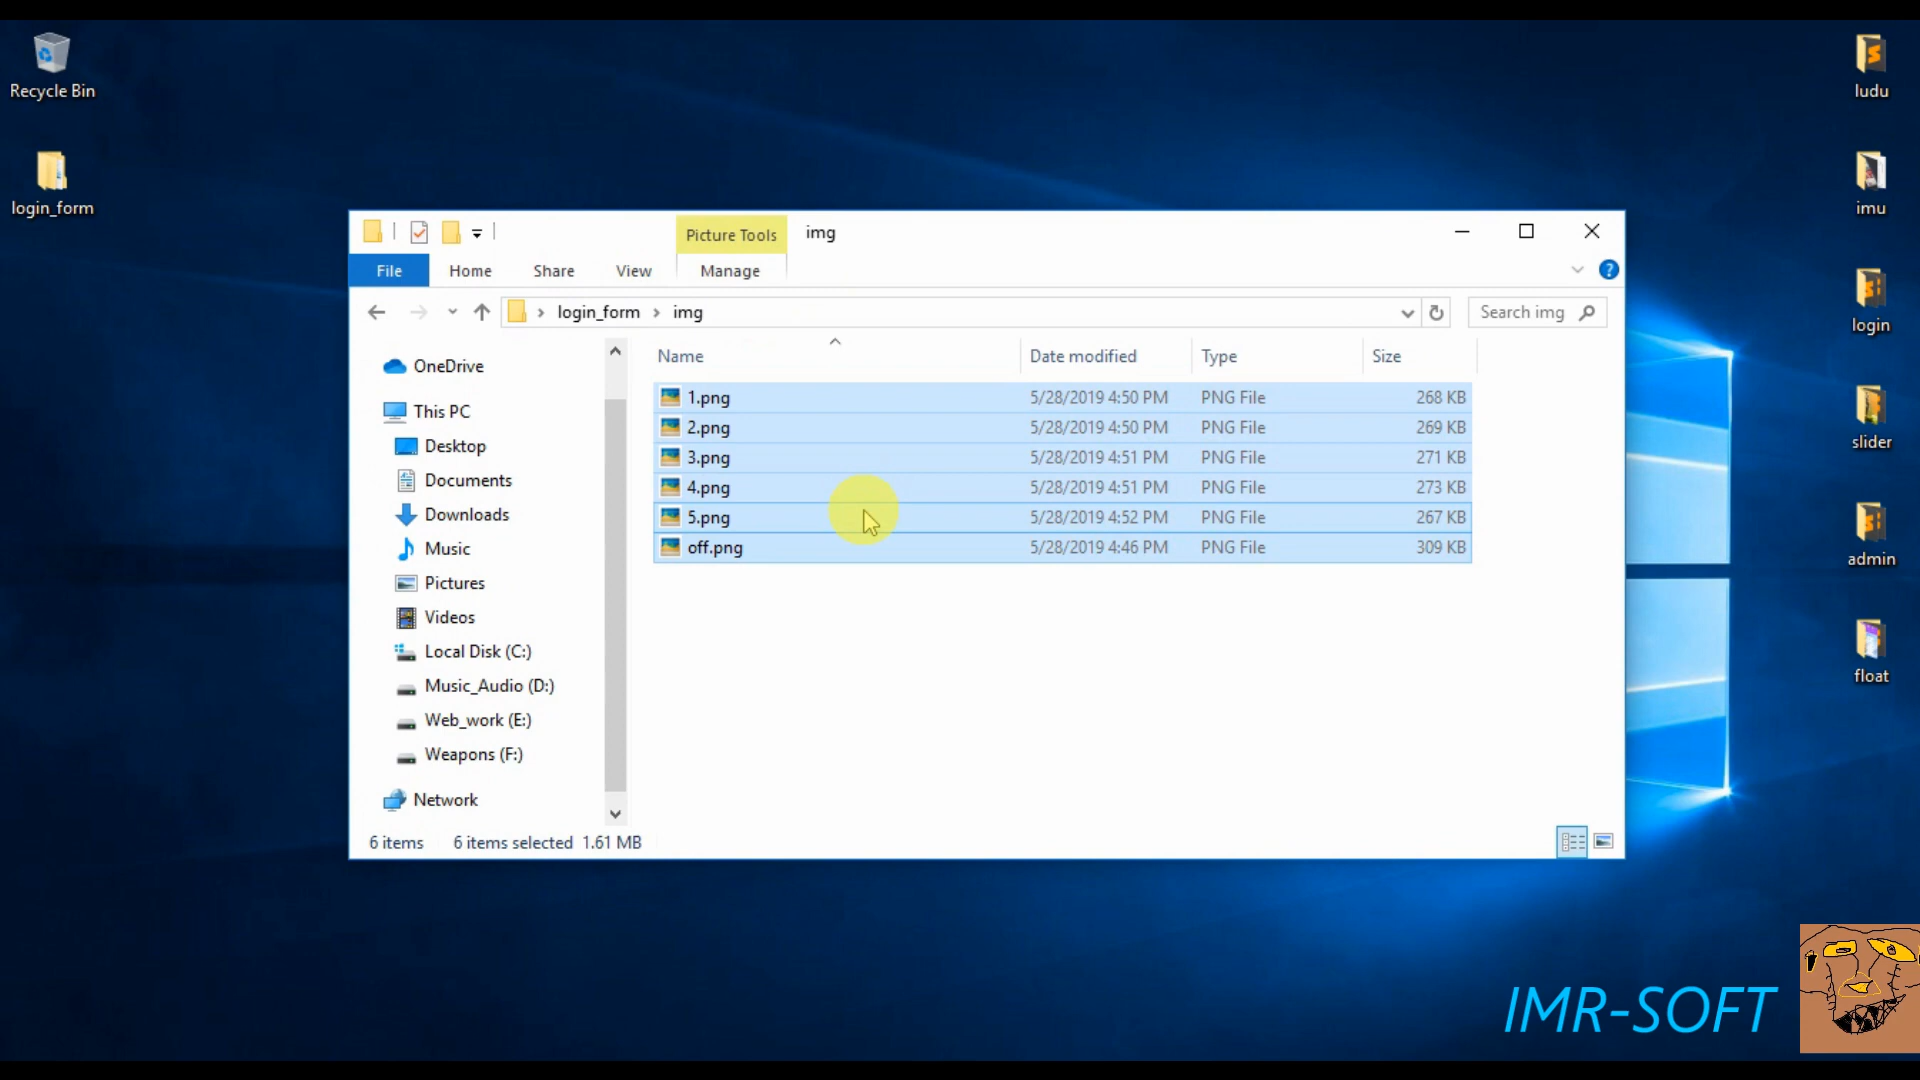 Recycle Bin
login_form
ludu
imu
login
slider
admin
float
Picture Tools
img
File
Home
Share
View
Manage
login_form
img
Search img
OneDrive
This PC
Desktop
Documents
Downloads
Music
Pictures
Videos
Local Disk (C:)
Music_Audio (D:)
Web_work (E:)
Weapons (F:)
Network
Name Date modified Type Size
1.png 5/28/2019 4:50 PM PNG File 268 KB
2.png 5/28/2019 4:50 PM PNG File 269 KB
3.png 5/28/2019 4:51 PM PNG File 271 KB
4.png 5/28/2019 4:51 PM PNG File 273 KB
5.png 5/28/2019 4:52 PM PNG File 267 KB
off.png 5/28/2019 4:46 PM PNG File 309 KB
6 items 6 items selected 1.61 MB
IMR-SOFT